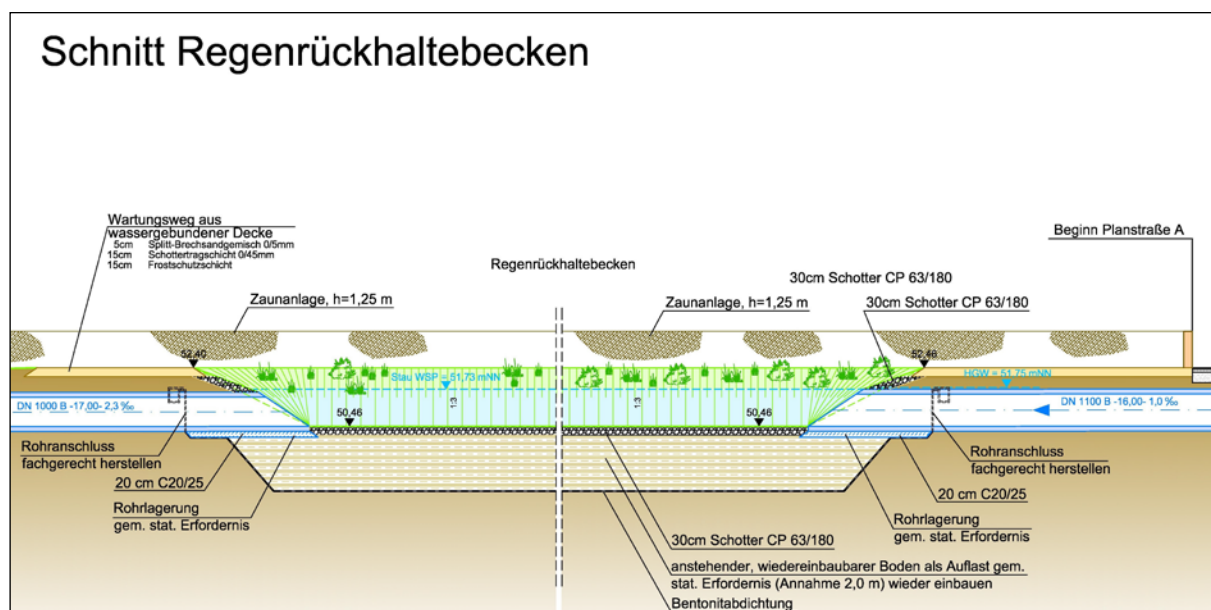 Schnitt Regenrückhaltebecken
Wartungsweg aus
wassergebundener Decke
5cm Splitt-Brechsandgemisch 0/5mm
15cm Schottertragschicht 0/45mm
15cm Frostschutzschicht
Beginn Planstraße A
Regenrückhaltebecken
30cm Schotter CP 63/180
Zaunanlage, h=1,25 m
Zaunanlage, h=1,25 m
30cm Schotter CP 63/180
52,40
52,46
Stau WSP = 51,73 mNN
HGW = 51,75 mNN
1:3
1:3
DN 1000 B -17,00- 2,3 ‰
DN 1100 B -16,00- 1,0 ‰
50,46
50,46
Rohranschluss
fachgerecht herstellen
Rohranschluss
fachgerecht herstellen
20 cm C20/25
20 cm C20/25
Rohrlagerung
gem. stat. Erfordernis
Rohrlagerung
gem. stat. Erfordernis
30cm Schotter CP 63/180
anstehender, wiedereinbaubarer Boden als Auflast gem.
stat. Erfordernis (Annahme 2,0 m) wieder einbauen
Bentonitabdichtung